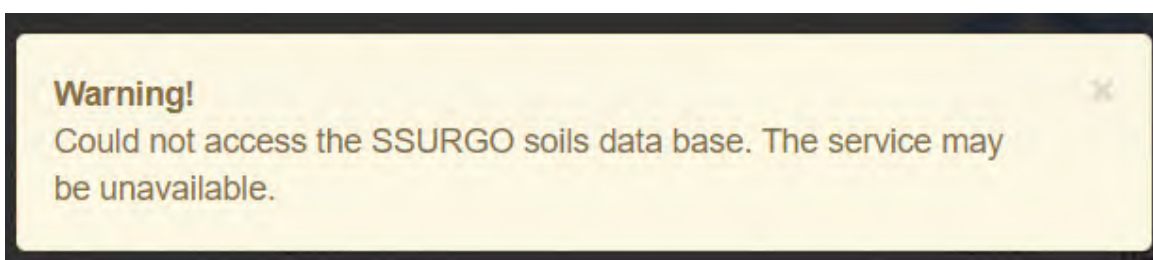 Warning!
Could not access the SSURGO soils data base. The service may
be unavailable.